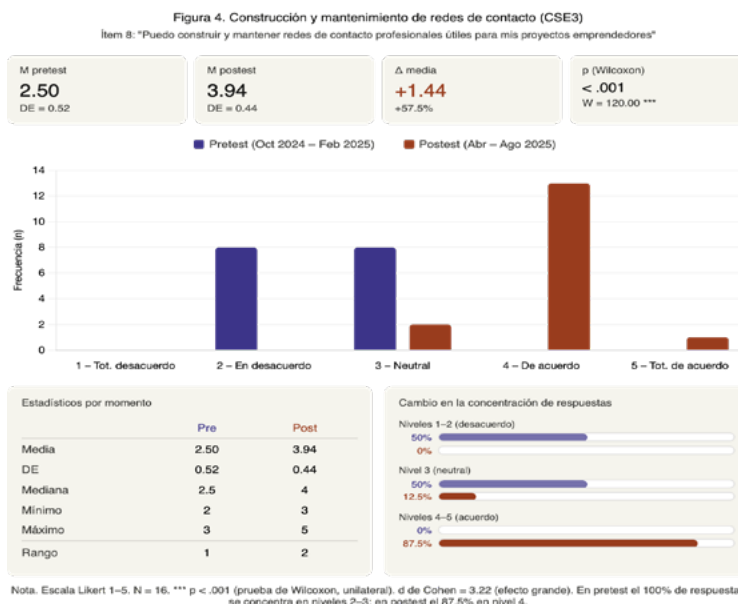 Figura 4. Construcción y mantenimiento de redes de contacto (CSE3)
Ítem 8: "Puedo construir y mantener redes de contacto profesionales útiles para mis proyectos emprendedores"
M pretest
2.50
DE = 0.52
M postest
3.94
DE = 0.44
Δ media
+1.44
+57.5%
p (Wilcoxon)
< .001
W = 120.00 ***
Pretest (Oct 2024 – Feb 2025) Postest (Abr – Ago 2025)
Frecuencia (n)
14
12
10
8
6
4
2
0
1 – Tot. desacuerdo 2 – En desacuerdo 3 – Neutral 4 – De acuerdo 5 – Tot. de acuerdo
Estadísticos por momento
Pre Post
Media 2.50 3.94
DE 0.52 0.44
Mediana 2.5 4
Mínimo 2 3
Máximo 3 5
Rango 1 2
Cambio en la concentración de respuestas
Niveles 1–2 (desacuerdo)
50%
0%
Nivel 3 (neutral)
50%
12.5%
Niveles 4–5 (acuerdo)
0%
87.5%
Nota. Escala Likert 1–5. N = 16. *** p < .001 (prueba de Wilcoxon, unilateral). d de Cohen = 3.22 (efecto grande). En pretest el 100% de respuesta
se concentra en niveles 2–3; en postest el 87.5% en nivel 4.